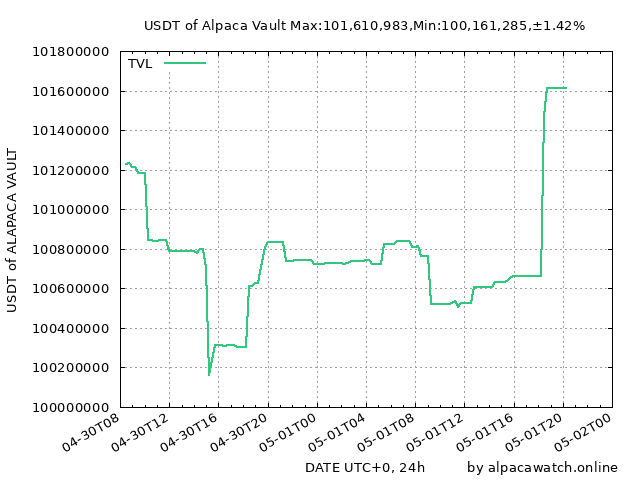 USDT of Alpaca Vault Max:101,610,983,Min:100,161,285,±1.42%
TVL
101800000
101600000
101400000
101200000
101000000
100800000
100600000
100400000
100200000
100000000
USDT of ALAPACA VAULT
04-30T08
04-30T12
04-30T16
04-30T20
05-01T00
05-01T04
05-01T08
05-01T12
05-01T16
05-01T20
05-02T00
DATE UTC+0, 24h
by alpacawatch.online